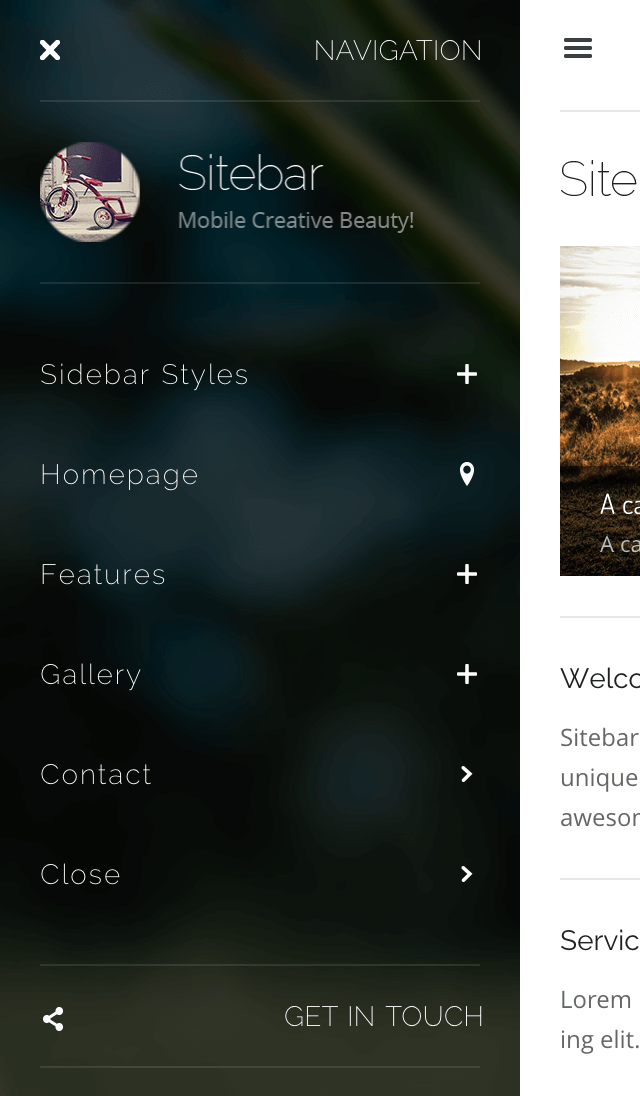 NAVIGATION
Sitebar
Mobile Creative Beauty!
Sidebar Styles
Homepage
Features
Gallery
Contact
Close
GET IN TOUCH
Site
A ca
A ca
Welco
Sitebar
unique
awesor
Servic
Lorem
ing elit.